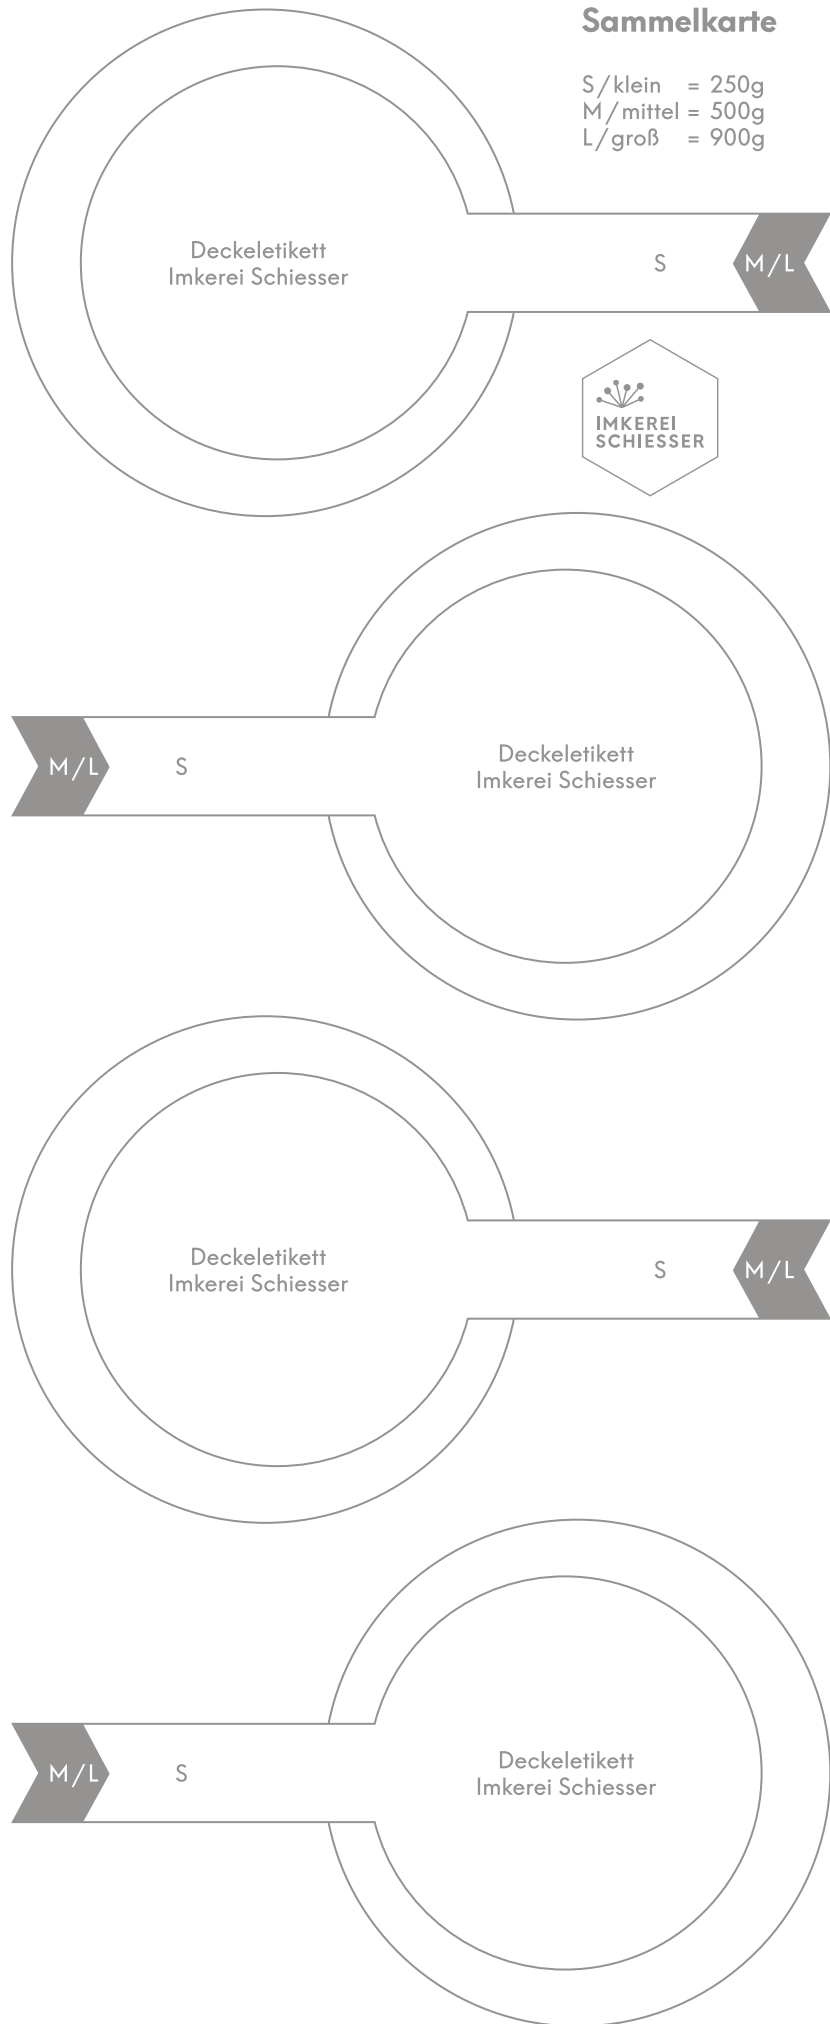 Sammelkarte
S/klein = 250g
M/mittel = 500g
L/groß = 900g
Deckeletikett
Imkerei Schiesser
S
M/L
IMKEREI
SCHIESSER
M/L
S
Deckeletikett
Imkerei Schiesser
Deckeletikett
Imkerei Schiesser
S
M/L
M/L
S
Deckeletikett
Imkerei Schiesser